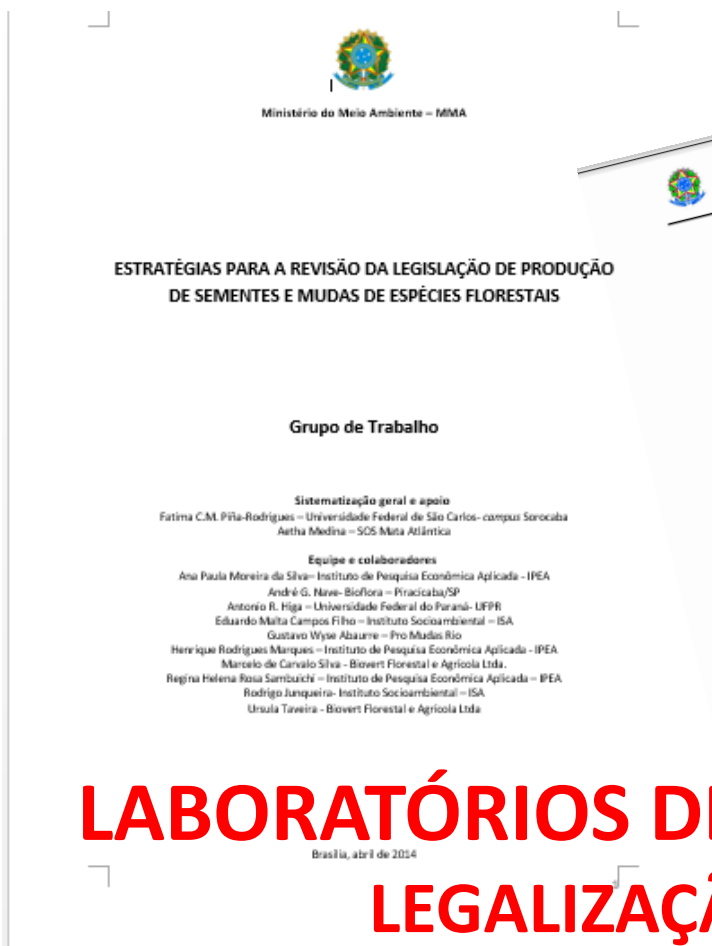 Ministério do Meio Ambiente – MMA
ESTRATÉGIAS PARA A REVISÃO DA LEGISLAÇÃO DE PRODUÇÃO
DE SEMENTES E MUDAS DE ESPÉCIES FLORESTAIS
Grupo de Trabalho
Sistematização geral e apoio
Fatima C.M. Piña-Rodrigues – Universidade Federal de São Carlos- campus Sorocaba
Aetha Medina – SOS Mata Atlântica
Equipe e colaboradores
Ana Paula Moreira da Silva– Instituto de Pesquisa Econômica Aplicada - IPEA
André G. Nave- Bioflora – Piracicaba/SP
Antonio R. Higa – Universidade Federal do Paraná- UFPR
Eduardo Malta Campos Filho – Instituto Socioambiental – ISA
Gustavo Wyse Abaurre – Pro Mudas Rio
Henrique Rodrigues Marques – Instituto de Pesquisa Econômica Aplicada - IPEA
Marcelo de Carvalo Silva - Biovert Florestal e Agrícola Ltda.
Regina Helena Rosa Sambuichi – Instituto de Pesquisa Econômica Aplicada – IPEA
Rodrigo Junqueira- Instituto Socioambiental – ISA
Ursula Taveira - Biovert Florestal e Agrícola Ltda
LABORATÓRIOS
Brasília, abril de 2014